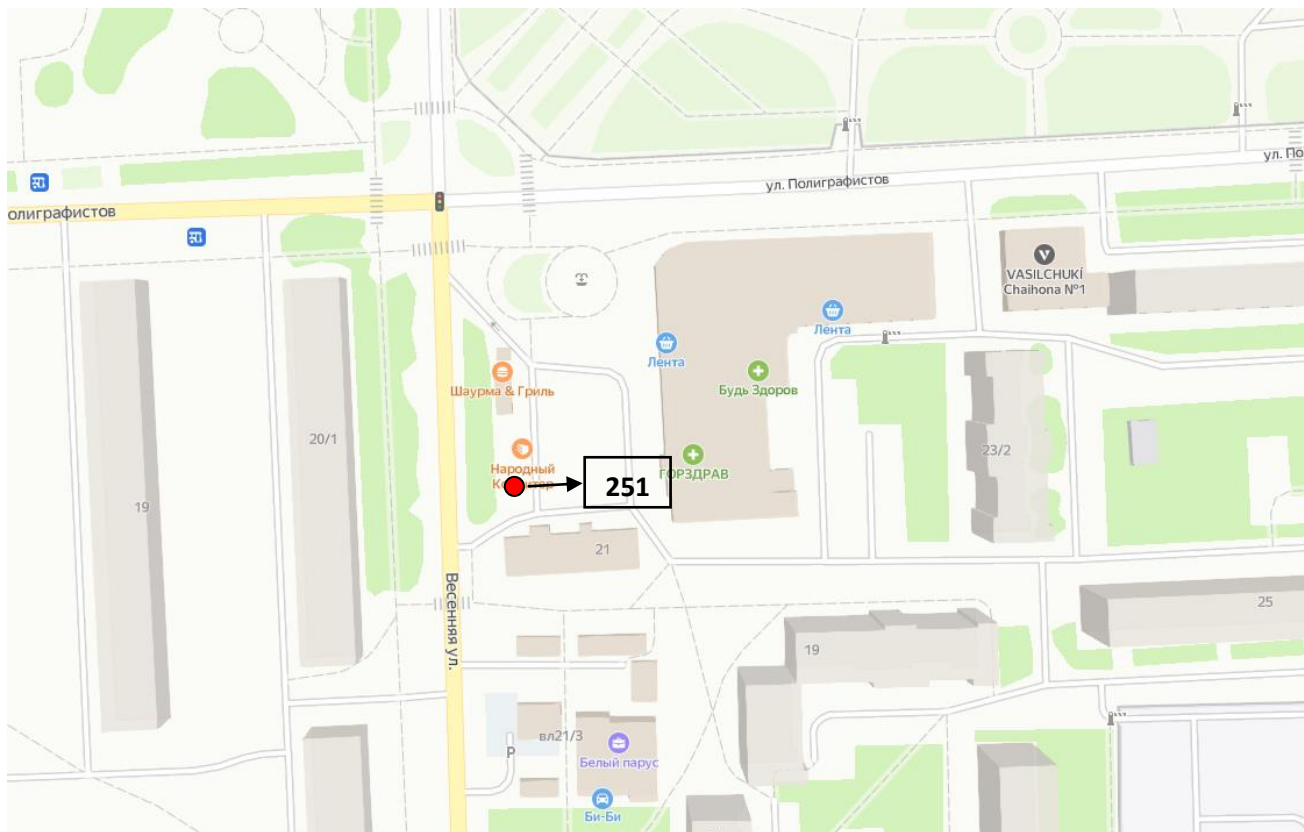 ул. По
ул. Полиграфистов
олиграфистов
VASILCHUKÍ
Chaihona №1
Лента
Лента
Шаурма & Гриль
Будь Здоров
20/1
23/2
Народный
ГОРЗДРАВ
251
19
21
Весенняя ул.
25
19
вл21/3
P
Белый парус
Би-Би